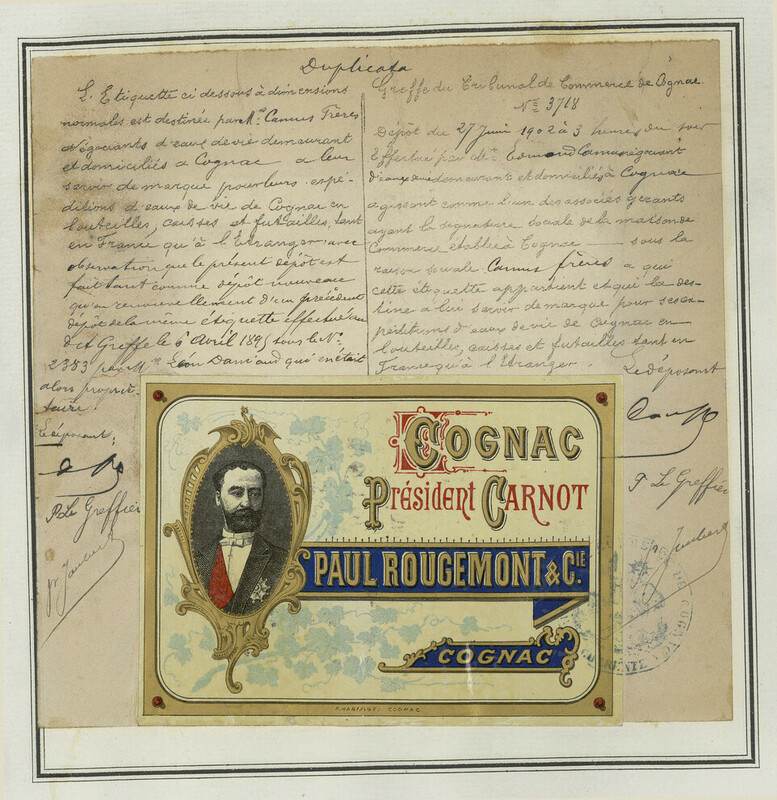 Duplicata
L'Etiquette ci dessous à dimensions
normales est destinée par Mrs Camus Frères
négociants d'eaux de vie demeurant
et domiciliés à Cognac à leur
servir de marque pour leurs expé-
ditions d'eaux de vie de Cognac en
bouteilles, caisses et futailles, tant
en France qu'à l'Etranger, avec
observation que le présent dépôt est
fait tant comme dépôt nouveau
qu'en renouvellement d'un précédent
dépôt de la même étiquette effectué au
dit Greffe le 6 Avril 1895 sous le No
2383 par Mr Léon Daniaud qui en était
alors proprié-
taire.
Le déposant,
P. Le Greffier
Greffe du Tribunal de Commerce de Cognac
No 3718
Dépôt du 27 Juin 1902 à 3 heures du soir
Effectué par Mr Edmond Camus négociant
d'eaux de vie demeurant et domicilié à Cognac
agissant comme l'un des associés gérants
ayant la signature sociale de la maison de
Commerce établie à Cognac — sous la
raison sociale Camus frères à qui
cette étiquette appartient et qui la des-
tine à lui servir de marque pour ses ex-
péditions d'eaux de vie de Cognac en
bouteilles, caisses et futailles tant en
France qu'à l'Etranger.
Le déposant
P. Le Greffier
COGNAC
Président CARNOT
PAUL ROUGEMONT & CIE.
COGNAC
COGNAC